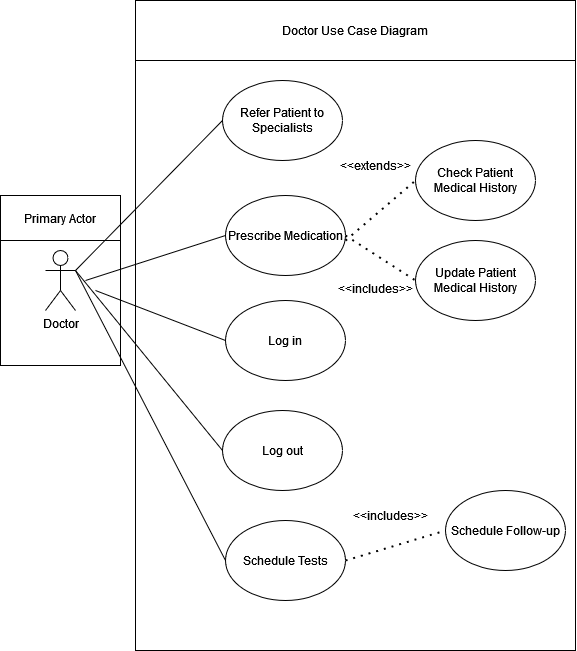 Doctor Use Case Diagram
Refer Patient to
Specialists
<<extends>>
Check Patient
Medical History
Primary Actor
Prescribe Medication
Update Patient
Medical History
<<includes>>
Doctor
Log in
Log out
<<includes>>
Schedule Follow-up
Schedule Tests